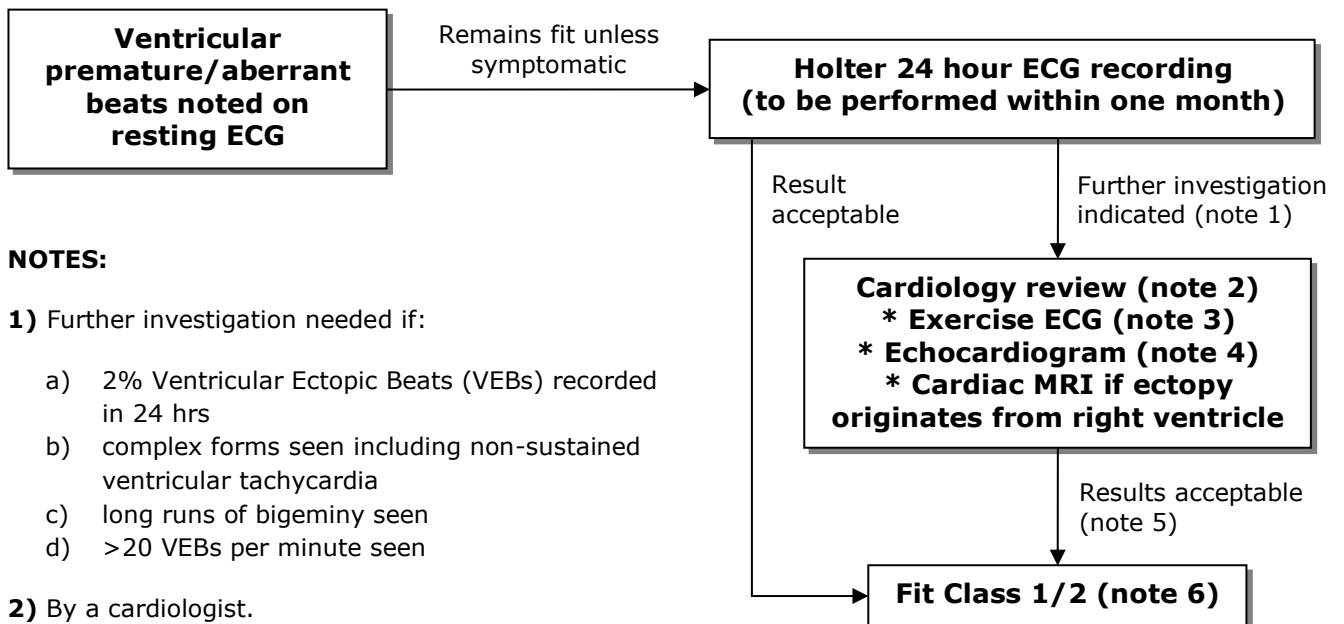 Ventricular
premature/aberrant
beats noted on
resting ECG
Remains fit unless
symptomatic
Holter 24 hour ECG recording
(to be performed within one month)
Result
acceptable
Further investigation
indicated (note 1)
Cardiology review (note 2)
* Exercise ECG (note 3)
* Echocardiogram (note 4)
* Cardiac MRI if ectopy
originates from right ventricle
Results acceptable
(note 5)
Fit Class 1/2 (note 6)
NOTES:
1) Further investigation needed if:
a) 2% Ventricular Ectopic Beats (VEBs) recorded
in 24 hrs
b) complex forms seen including non-sustained
ventricular tachycardia
c) long runs of bigeminy seen
d) >20 VEBs per minute seen
2) By a cardiologist.